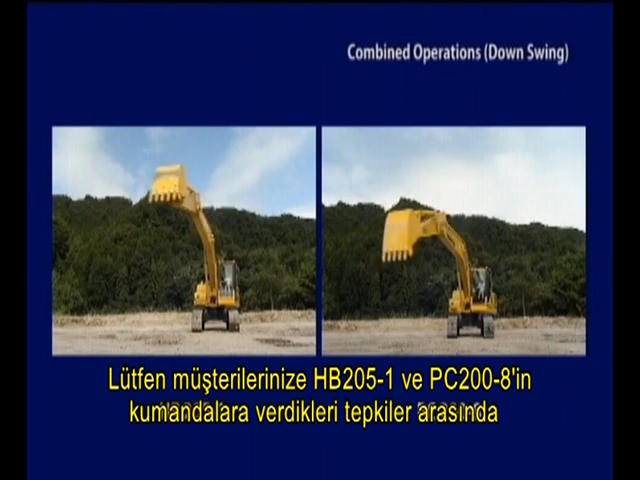 Combined Operations (Down Swing)
Lütfen müşterilerinize HB205-1 ve PC200-8'in
kumandalara verdikleri tepkiler arasında